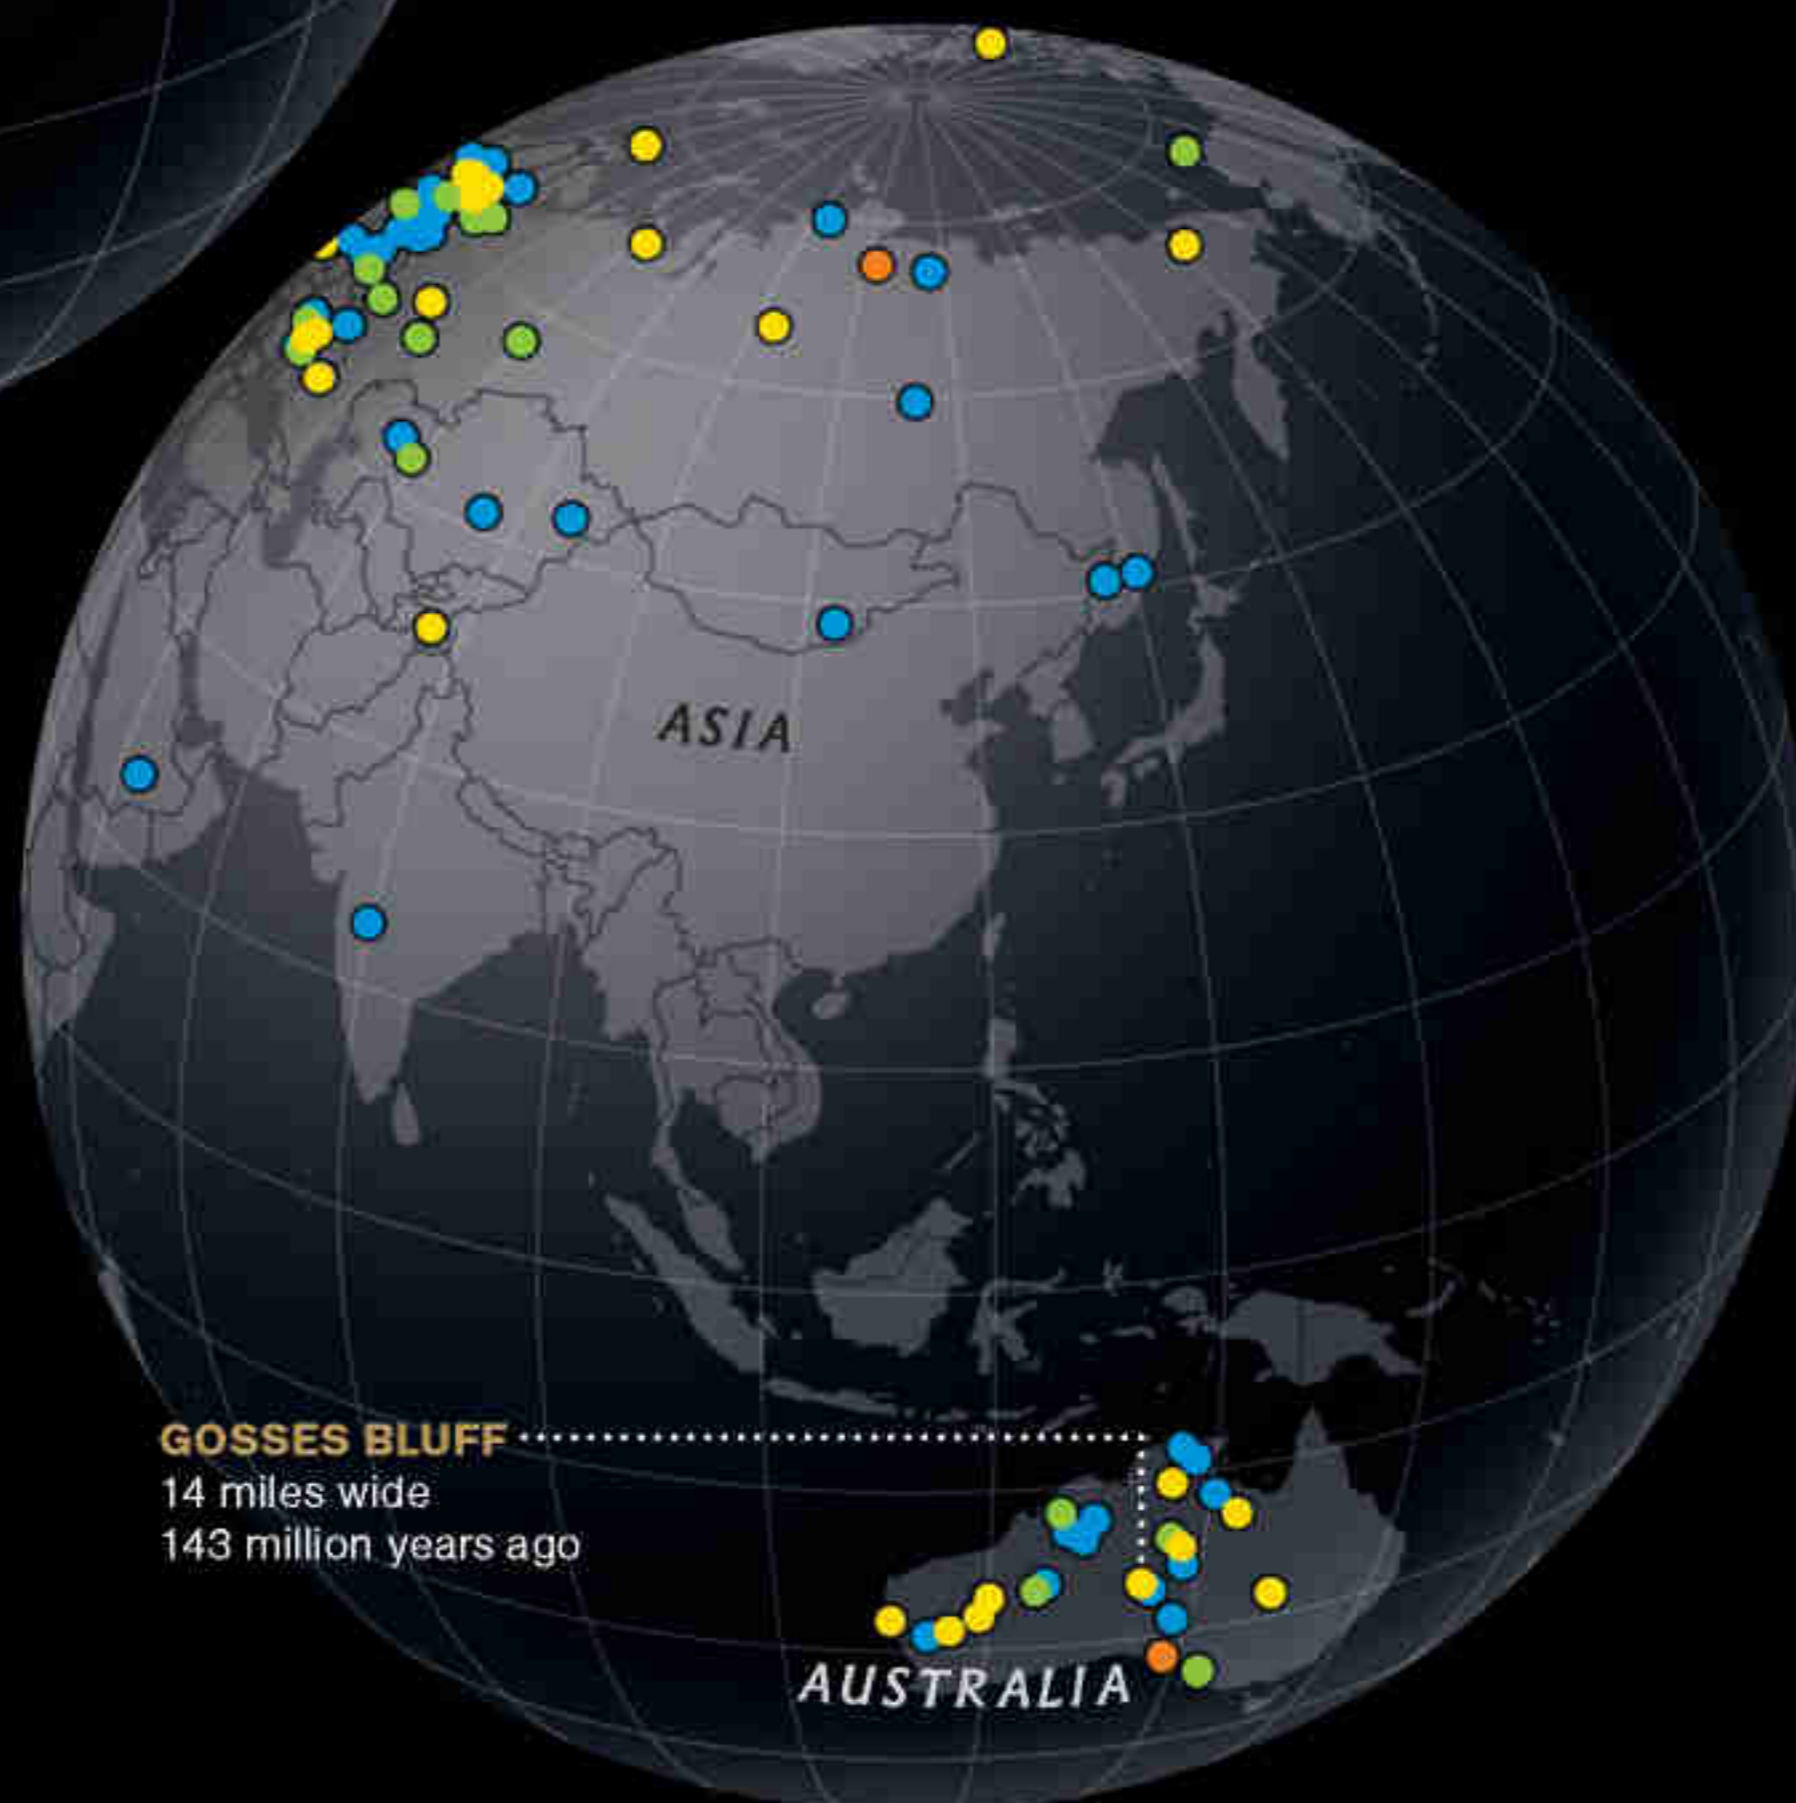 ASIA
GOSSES BLUFF
14 miles wide
143 million years ago
AUSTRALIA